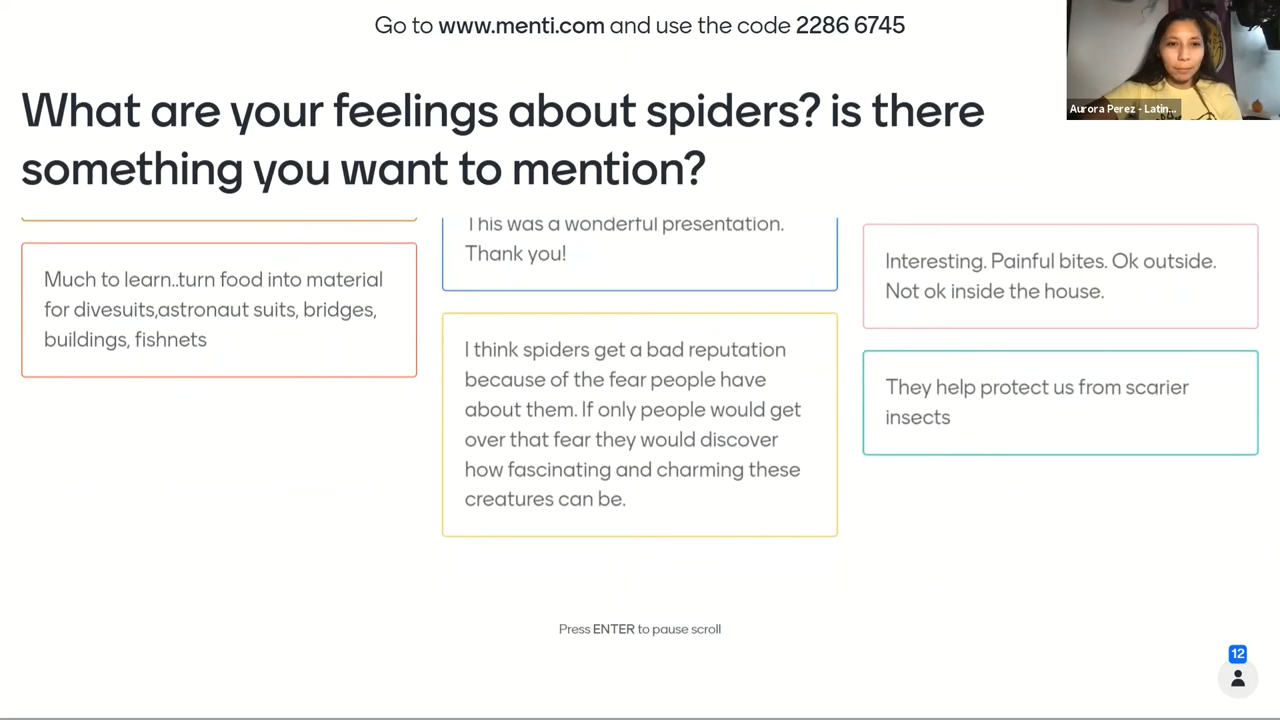 Go to www.menti.com and use the code 2286 6745
Aurora Perez - Latin...
What are your feelings about spiders? is there
something you want to mention?
Much to learn..turn food into material
for divesuits,astronaut suits, bridges,
buildings, fishnets
This was a wonderful presentation.
Thank you!
I think spiders get a bad reputation
because of the fear people have
about them. If only people would get
over that fear they would discover
how fascinating and charming these
creatures can be.
Interesting. Painful bites. Ok outside.
Not ok inside the house.
They help protect us from scarier
insects
Press ENTER to pause scroll
12